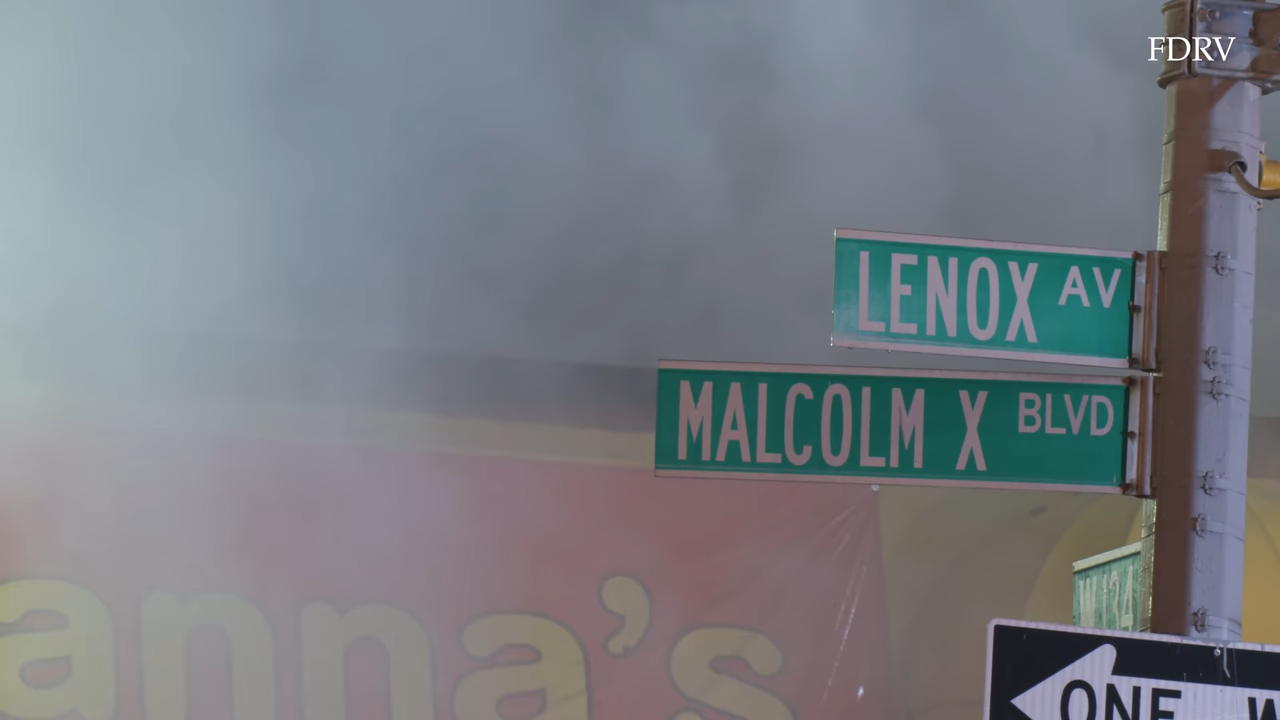 FDRV
LENOX AV
MALCOLM X BLVD
anna's
ONE